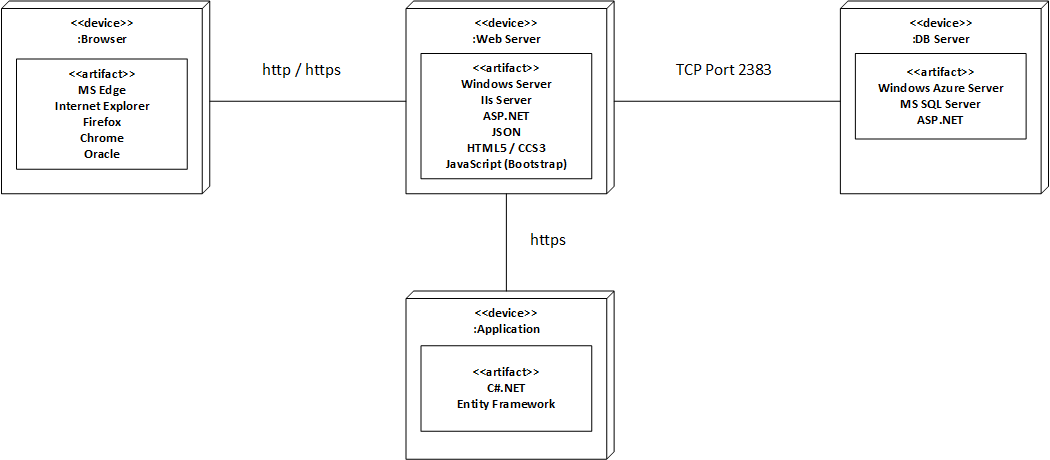 <<device>>
:Browser
<<artifact>>
MS Edge
Internet Explorer
Firefox
Chrome
Oracle
http / https
<<device>>
:Web Server
<<artifact>>
Windows Server
IIs Server
ASP.NET
JSON
HTML5 / CCS3
JavaScript (Bootstrap)
TCP Port 2383
<<device>>
:DB Server
<<artifact>>
Windows Azure Server
MS SQL Server
ASP.NET
https
<<device>>
:Application
<<artifact>>
C#.NET
Entity Framework